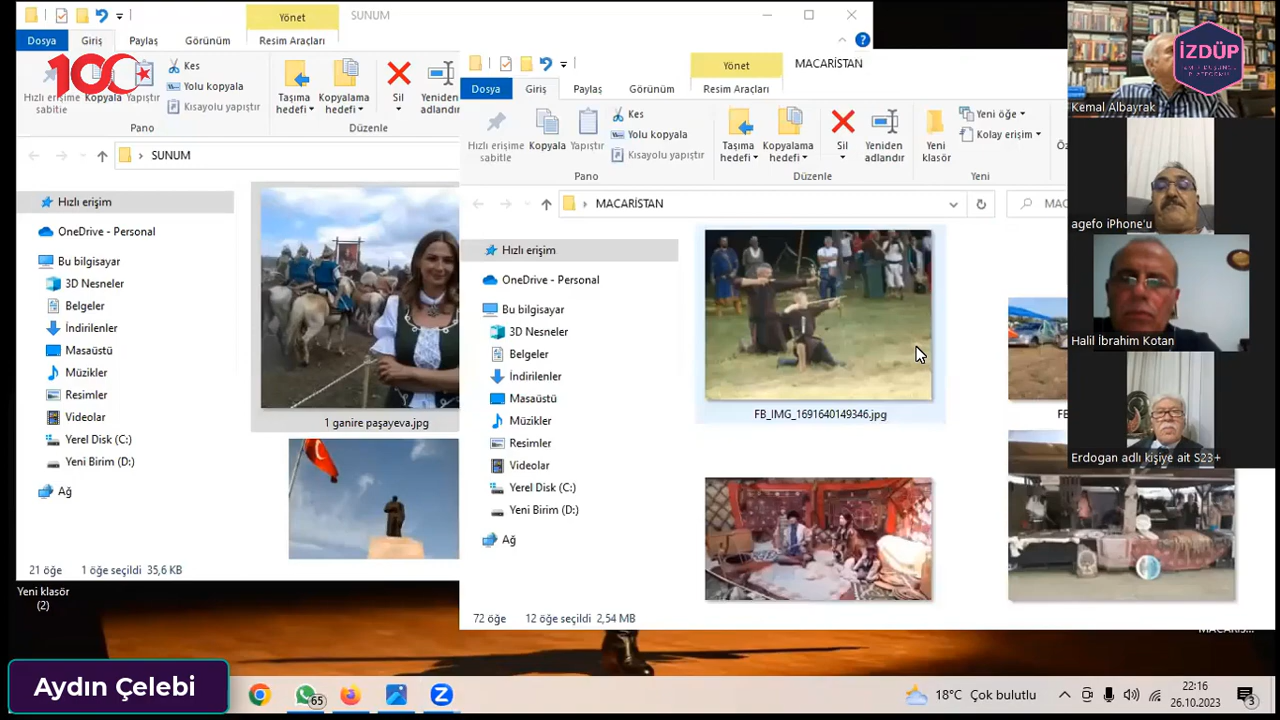 Yönet
SUNUM
Dosya
Giriş
Paylaş
Görünüm
Resim Araçları
100
Hızlı erişime
sabitle
Kopyala
Yapıştır
Kes
Yolu kopyala
Kısayolu yapıştır
Taşıma
hedefi
Kopyalama
hedefi
Sil
Yeniden
adlandır
Pano
Düzenle
SUNUM
Hızlı erişim
OneDrive - Personal
Bu bilgisayar
3D Nesneler
Belgeler
İndirilenler
Masaüstü
Müzikler
Resimler
Videolar
Yerel Disk (C:)
Yeni Birim (D:)
Ağ
1 ganire paşayeva.jpg
21 öğe
1 öğe seçildi 35,6 KB
Yönet
MACARİSTAN
Dosya
Giriş
Paylaş
Görünüm
Resim Araçları
Hızlı erişime
sabitle
Kopyala
Yapıştır
Kes
Yolu kopyala
Kısayolu yapıştır
Taşıma
hedefi
Kopyalama
hedefi
Sil
Yeniden
adlandır
Yeni
klasör
Yeni öğe
Kolay erişim
Öz
Pano
Düzenle
Yeni
MACARİSTAN
MAC
Hızlı erişim
OneDrive - Personal
Bu bilgisayar
3D Nesneler
Belgeler
İndirilenler
Masaüstü
Müzikler
Resimler
Videolar
Yerel Disk (C:)
Yeni Birim (D:)
Ağ
FB_IMG_1691640149346.jpg
FB
72 öğe
12 öğe seçildi 2,54 MB
İZDÜP
İZMİR DÜŞÜNCE
PLATFORMU
Kemal Albayrak
agefo iPhone'u
Halil İbrahim Kotan
Erdogan adlı kişiye ait S23+
Yeni klasör
(2)
Aydın Çelebi
65
18°C Çok bulutlu
22:16
26.10.2023
3